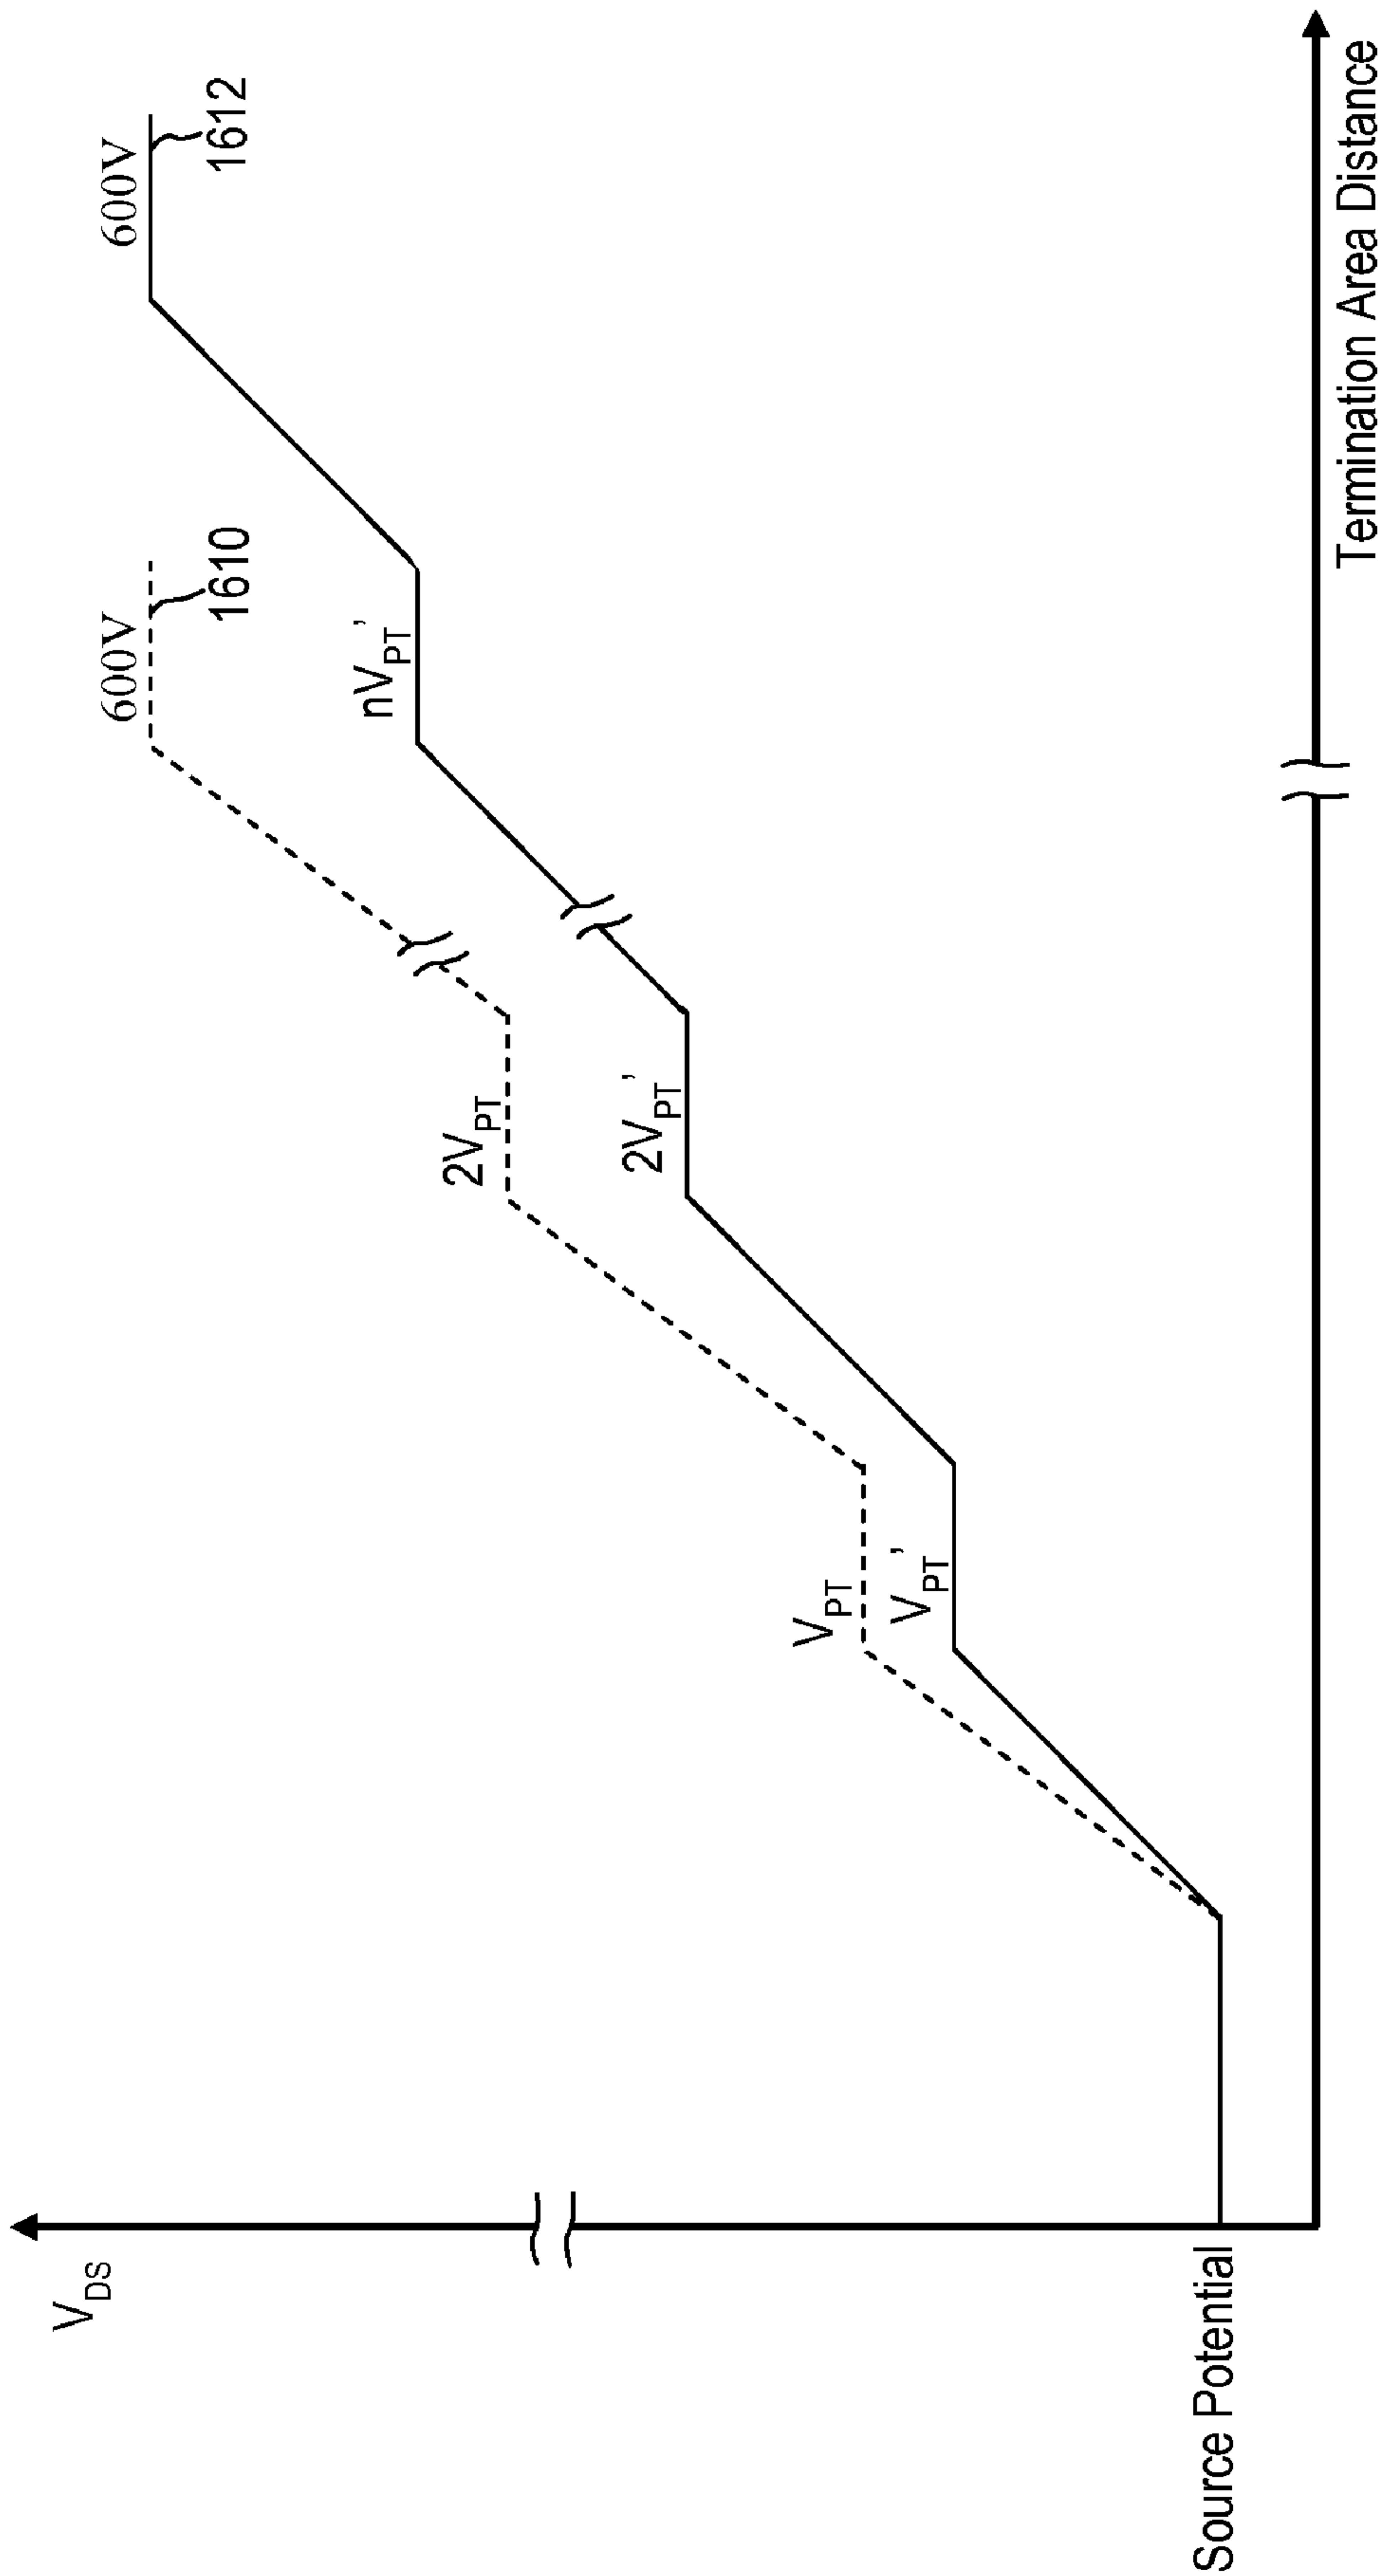 V_DS
600V
1610
600V
1612
2V_PT
nV_PT'
V_PT
2V_PT'
V_PT'
Source Potential
Termination Area Distance